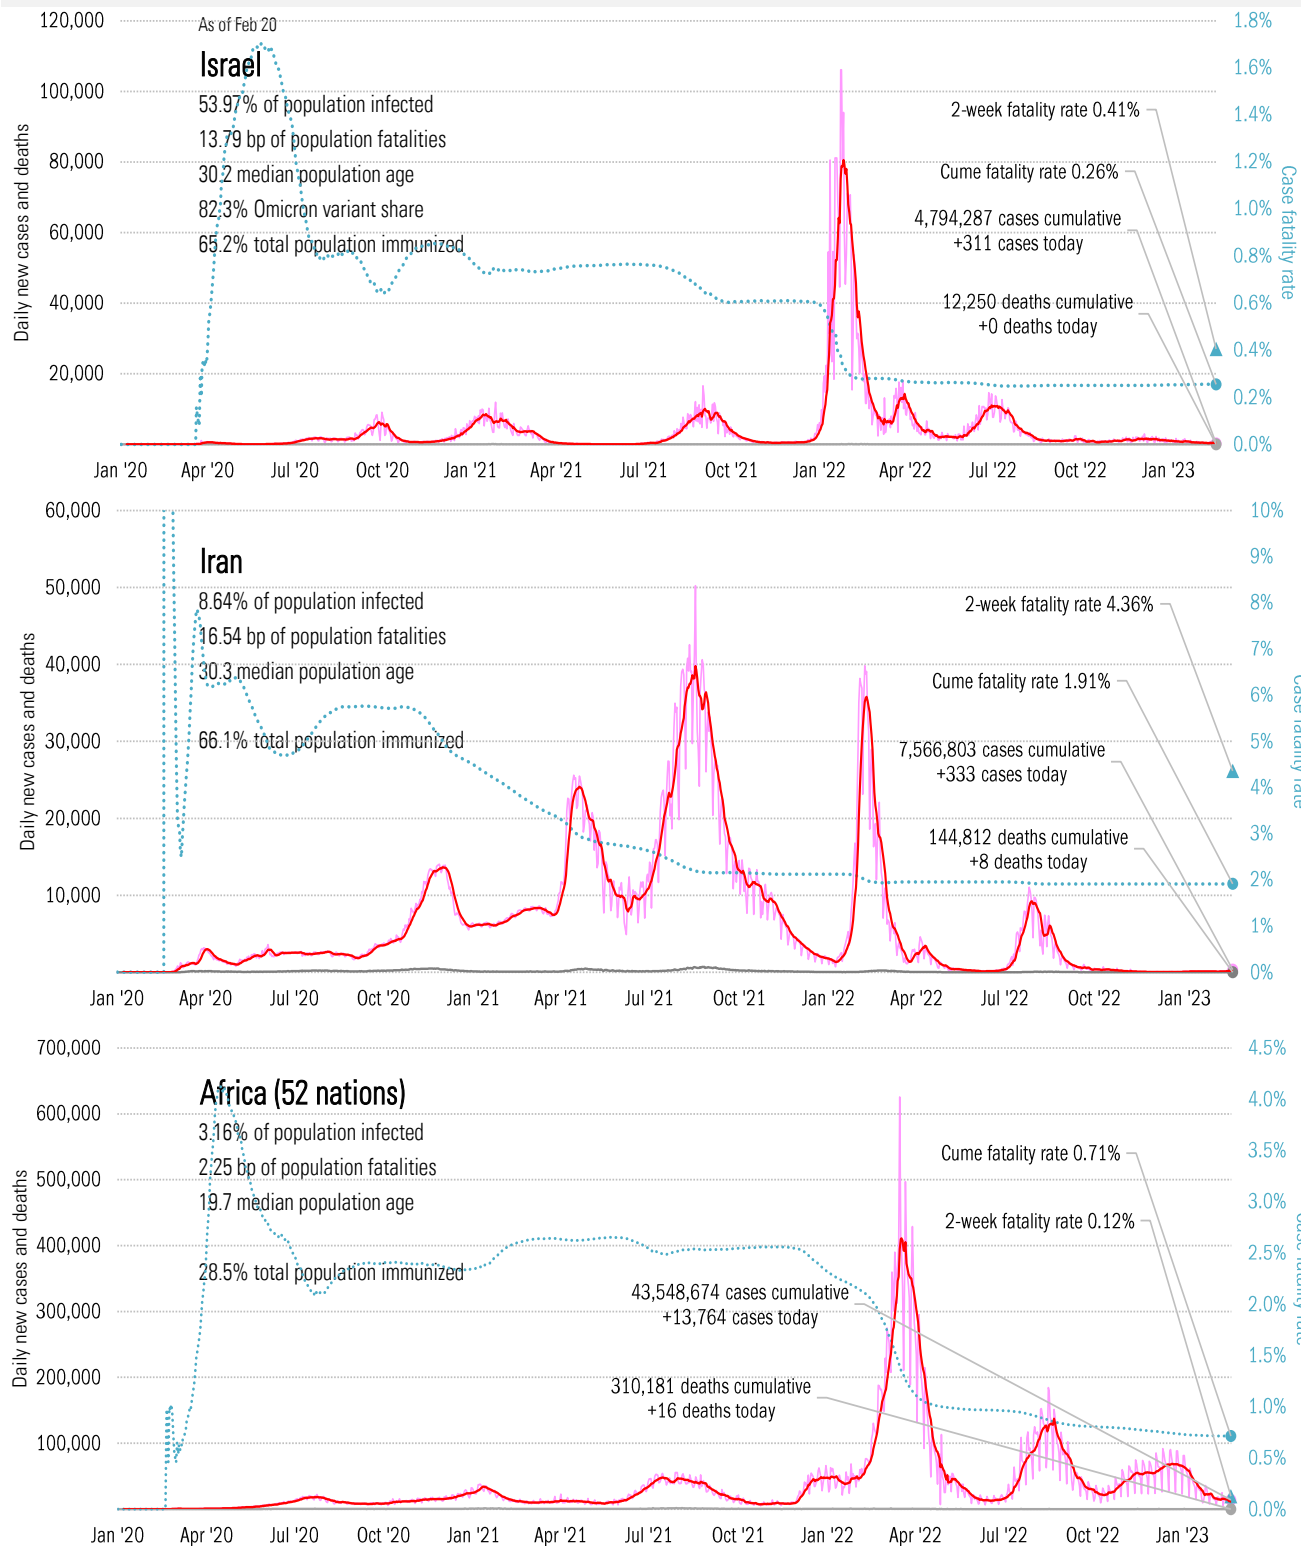 120,000
As of Feb 20
1.8%
Israel
1.6%
100,000
53.97% of population infected
2-week fatality rate 0.41%
1.4%
13.79 bp of population fatalities
80,000
1.2%
30.2 median population age
Cume fatality rate 0.26%
82.3% Omicron variant share
1.0%
60,000
4,794,287 cases cumulative
+311 cases today
65.2% total population immunized
0.8%
Daily new cases and deaths
Case fatality rate
40,000
12,250 deaths cumulative
+0 deaths today
0.6%
0.4%
20,000
0.2%
0.0%
Jan '20 Apr '20 Jul '20 Oct '20 Jan '21 Apr '21 Jul '21 Oct '21 Jan '22 Apr '22 Jul '22 Oct '22 Jan '23
60,000
10%
Iran
9%
50,000
8.64% of population infected
2-week fatality rate 4.36%
8%
16.54 bp of population fatalities
7%
40,000
30.3 median population age
Cume fatality rate 1.91%
6%
30,000
66.1% total population immunized
7,566,803 cases cumulative
+333 cases today
5%
Daily new cases and deaths
Case fatality rate
4%
20,000
144,812 deaths cumulative
+8 deaths today
3%
2%
10,000
1%
0%
Jan '20 Apr '20 Jul '20 Oct '20 Jan '21 Apr '21 Jul '21 Oct '21 Jan '22 Apr '22 Jul '22 Oct '22 Jan '23
700,000
4.5%
Africa (52 nations)
4.0%
600,000
3.16% of population infected
Cume fatality rate 0.71%
3.5%
2.25 bp of population fatalities
500,000
19.7 median population age
3.0%
2-week fatality rate 0.12%
400,000
2.5%
28.5% total population immunized
43,548,674 cases cumulative
+13,764 cases today
Daily new cases and deaths
Case fatality rate
300,000
2.0%
1.5%
200,000
310,181 deaths cumulative
+16 deaths today
1.0%
100,000
0.5%
0.0%
Jan '20 Apr '20 Jul '20 Oct '20 Jan '21 Apr '21 Jul '21 Oct '21 Jan '22 Apr '22 Jul '22 Oct '22 Jan '23